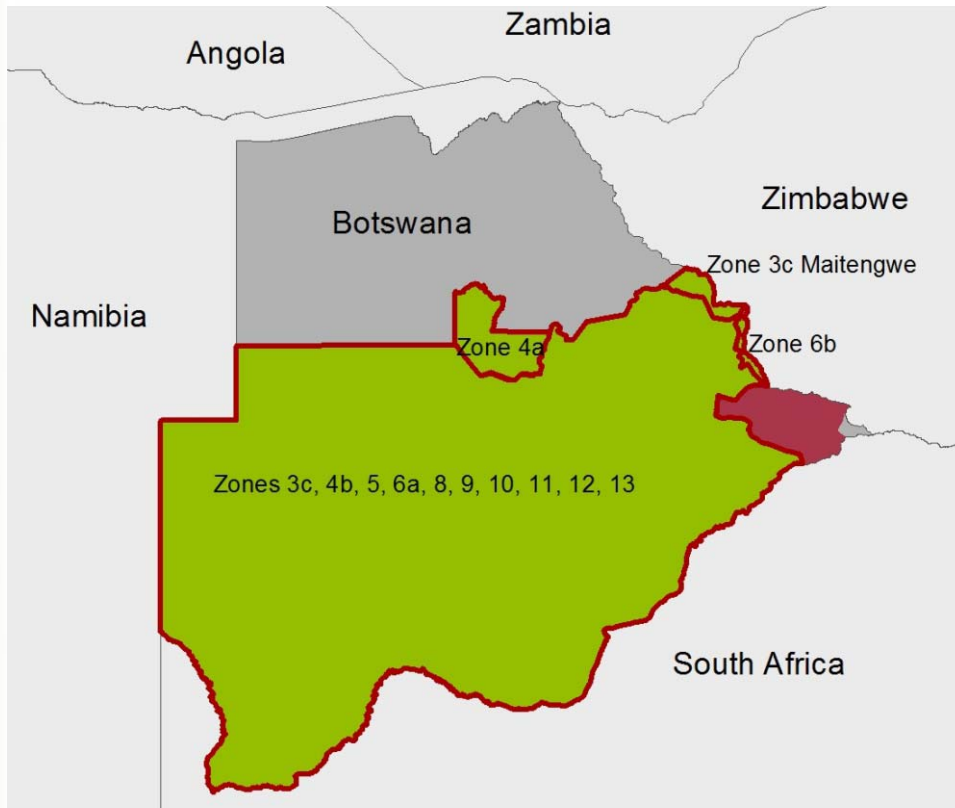 Zambia
Angola
Zimbabwe
Botswana
Zone 3c Maitengwe
Namibia
Zone 4a
Zone 6b
Zones 3c, 4b, 5, 6a, 8, 9, 10, 11, 12, 13
South Africa